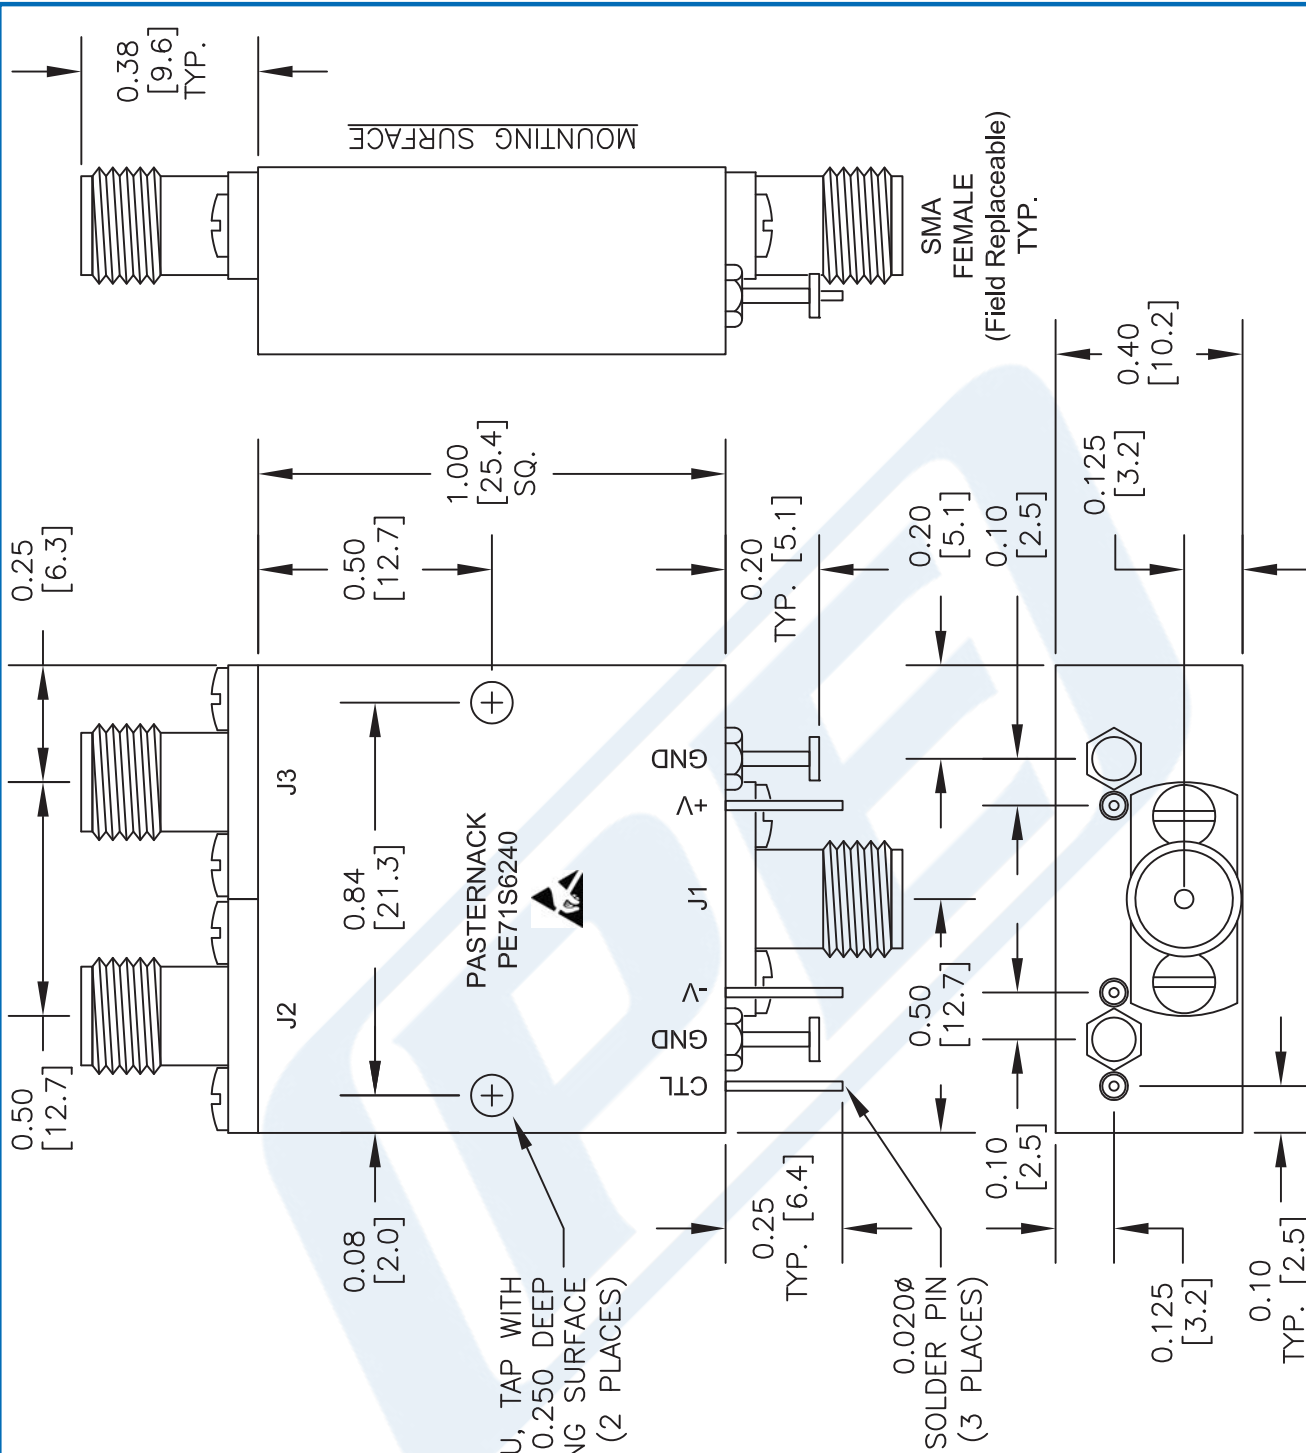 0.38
[9.6]
TYP.
MOUNTING SURFACE
SMA
FEMALE
(Field Replaceable)
TYP.
0.25
[6.3]
0.50
[12.7]
1.00
[25.4]
SQ.
0.50
[12.7]
0.20
TYP. [5.1]
0.20
[5.1]
0.10
[2.5]
0.125
[3.2]
0.40
[10.2]
J3
J2
0.84
[21.3]
PASTERNACK
PE71S6240
GND
+V
J1
-V
GND
CTL
0.50
[12.7]
0.10
[2.5]
0.08
[2.0]
0.25
TYP. [6.4]
U, TAP WITH
0.250 DEEP
NG SURFACE
(2 PLACES)
0.020ø
SOLDER PIN
(3 PLACES)
0.125
[3.2]
0.10
TYP. [2.5]
PE